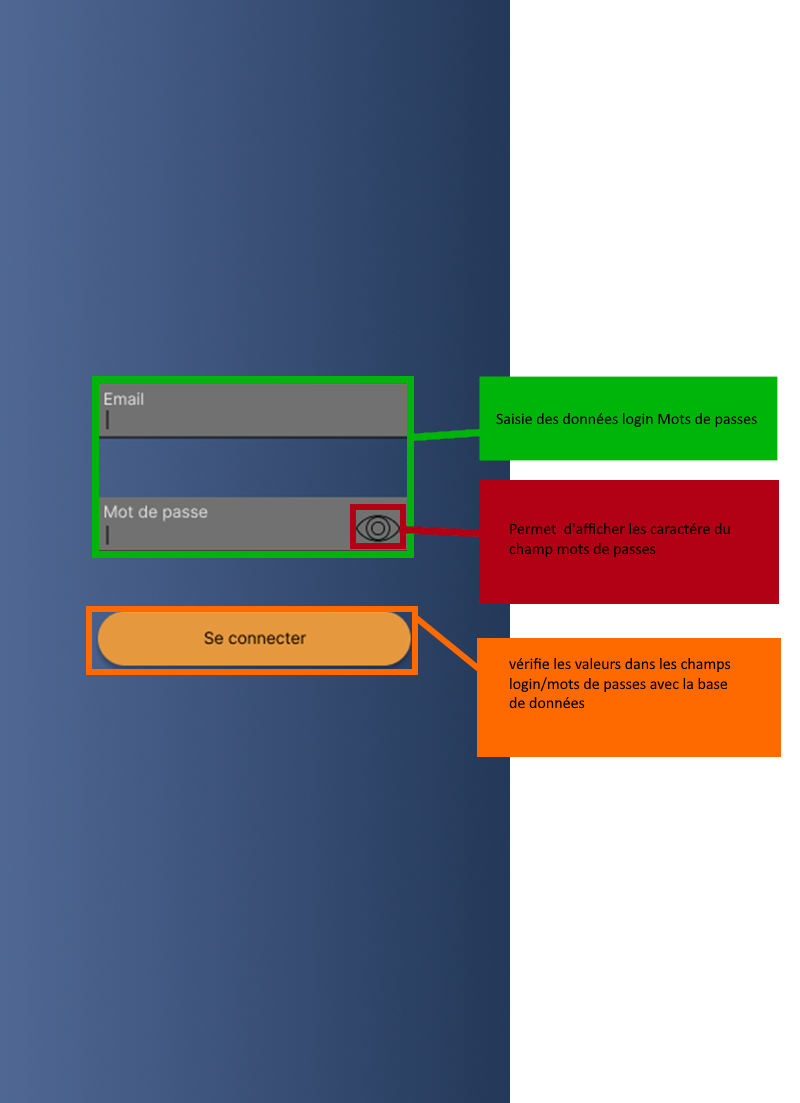 Email
Saisie des données login Mots de passes
Mot de passe
Permet  d'afficher les caractére du
champ mots de passes
Se connecter
vérifie les valeurs dans les champs
login/mots de passes avec la base
de données